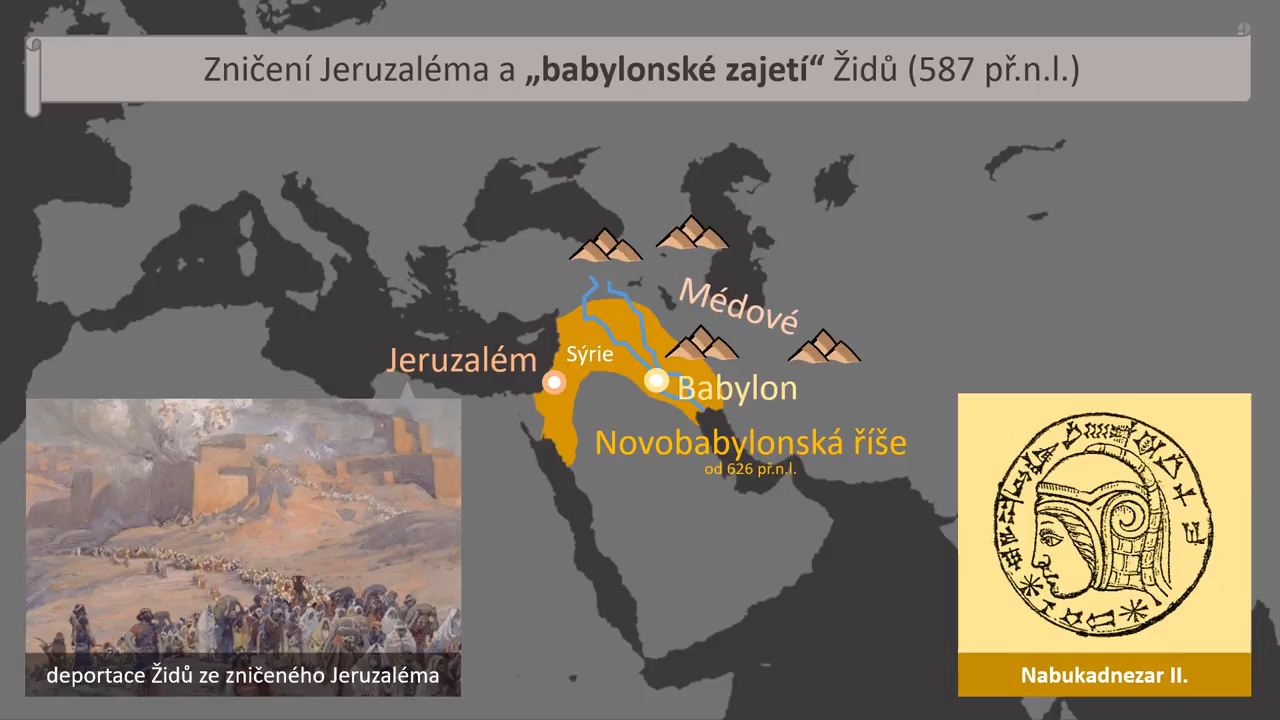 Zničení Jeruzaléma a „babylonské zajetí“ Židů (587 př.n.l.)
Médové
Jeruzalém
Sýrie
Babylon
Novobabylonská říše
od 626 př.n.l.
deportace Židů ze zničeného Jeruzaléma
Nabukadnezar II.